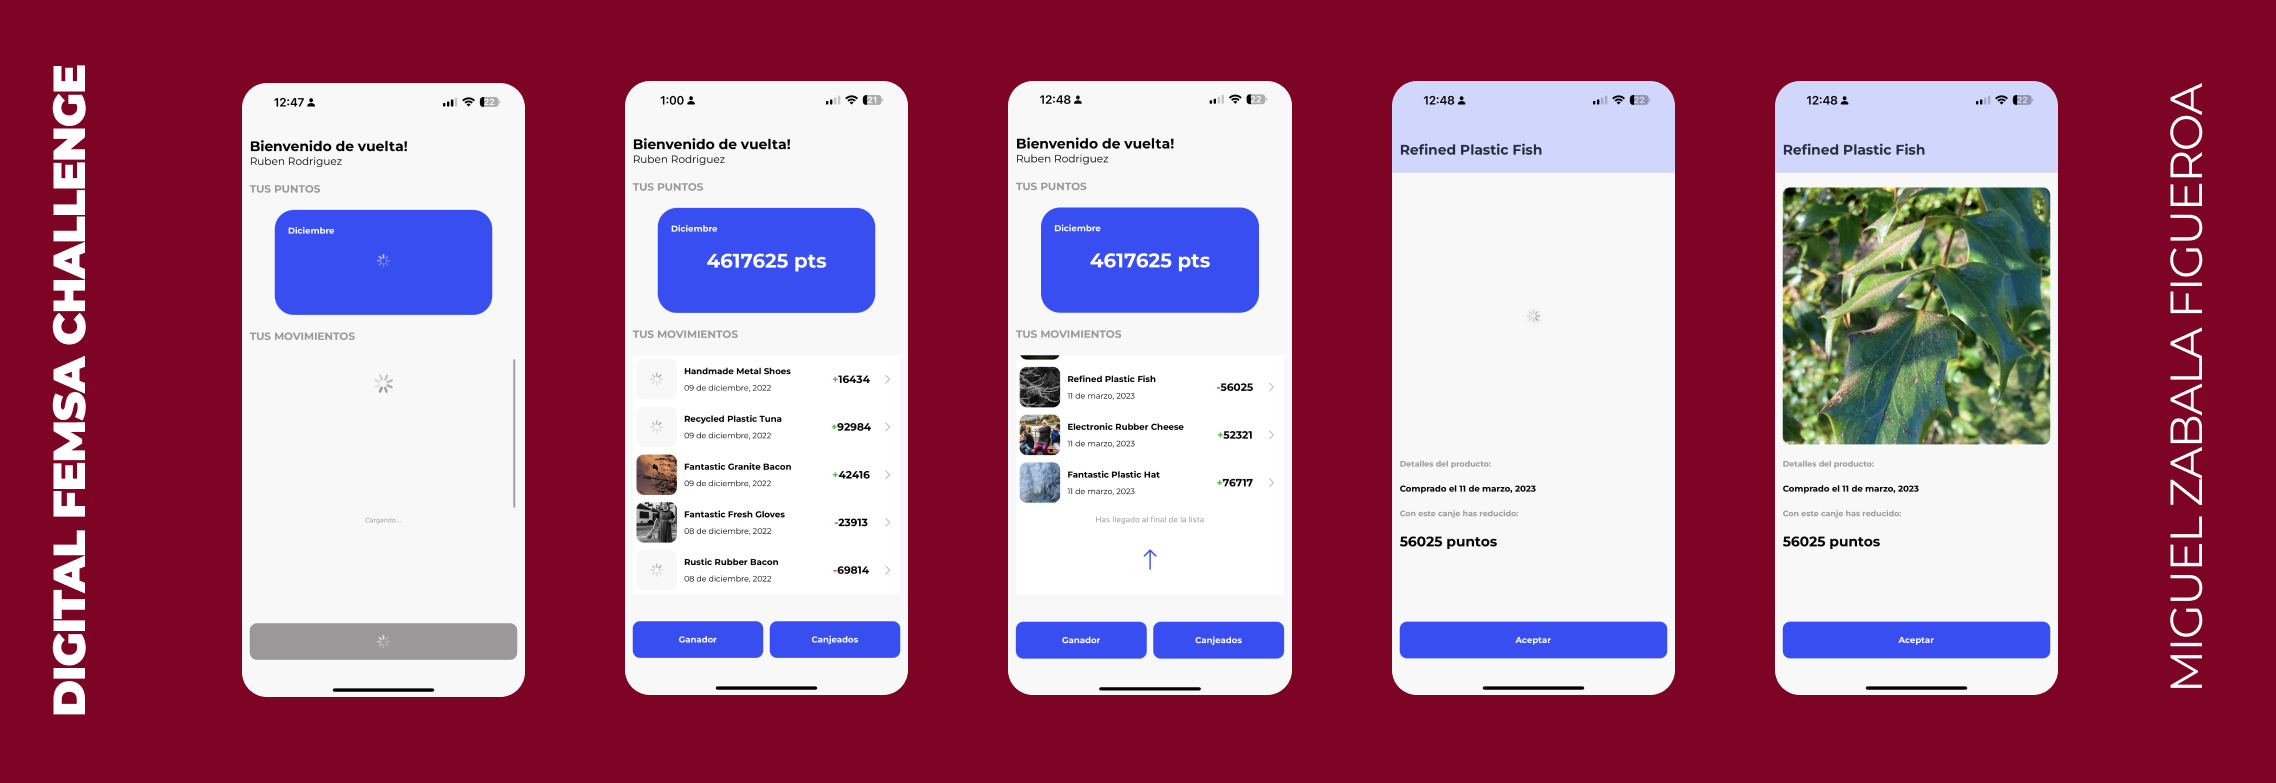 DIGITAL FEMSA CHALLENGE
12:47
22
Bienvenido de vuelta!
Ruben Rodriguez
TUS PUNTOS
Diciembre
TUS MOVIMIENTOS
Cargando...
1:00
21
Bienvenido de vuelta!
Ruben Rodriguez
TUS PUNTOS
Diciembre
4617625 pts
TUS MOVIMIENTOS
Handmade Metal Shoes
09 de diciembre, 2022
+16434
Recycled Plastic Tuna
09 de diciembre, 2022
+92984
Fantastic Granite Bacon
09 de diciembre, 2022
+42416
Fantastic Fresh Gloves
08 de diciembre, 2022
-23913
Rustic Rubber Bacon
08 de diciembre, 2022
-69814
Ganador
Canjeados
12:48
22
Bienvenido de vuelta!
Ruben Rodriguez
TUS PUNTOS
Diciembre
4617625 pts
TUS MOVIMIENTOS
Refined Plastic Fish
11 de marzo, 2023
-56025
Electronic Rubber Cheese
11 de marzo, 2023
+52321
Fantastic Plastic Hat
11 de marzo, 2023
+76717
Has llegado al final de la lista
Ganador
Canjeados
12:48
22
Refined Plastic Fish
Detalles del producto:
Comprado el 11 de marzo, 2023
Con este canje has reducido:
56025 puntos
Aceptar
12:48
22
Refined Plastic Fish
Detalles del producto:
Comprado el 11 de marzo, 2023
Con este canje has reducido:
56025 puntos
Aceptar
MIGUEL ZABALA FIGUEROA